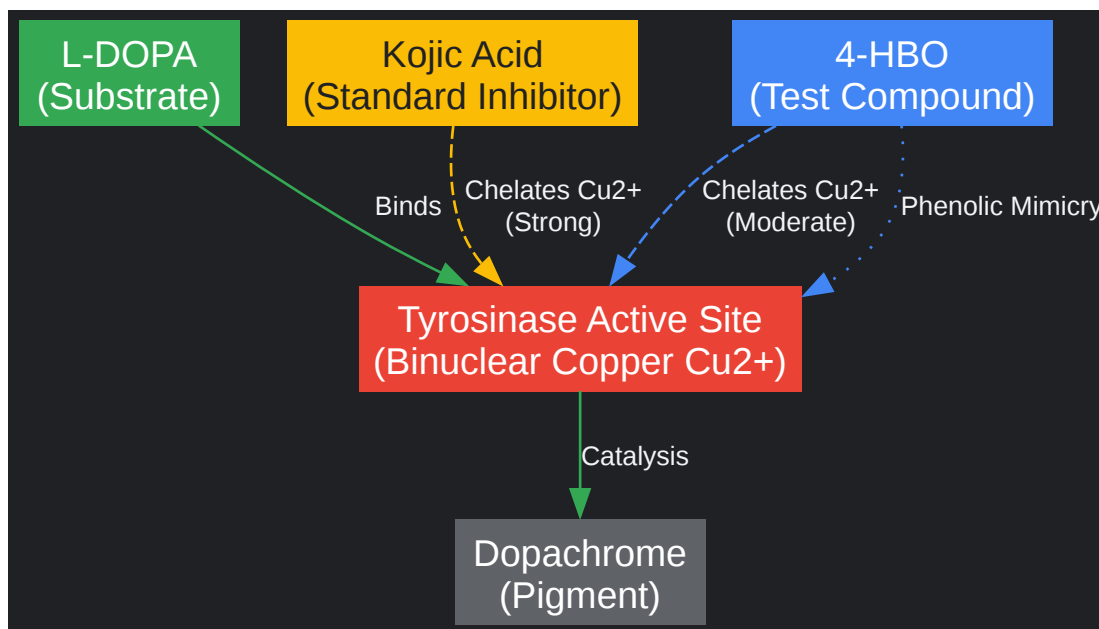 L-DOPA
(Substrate)
Kojic Acid
(Standard Inhibitor)
4-HBO
(Test Compound)
Binds
Chelates Cu2+
(Strong)
Chelates Cu2+
(Moderate)
Phenolic Mimicry
Tyrosinase Active Site
(Binuclear Copper Cu2+)
Catalysis
Dopachrome
(Pigment)